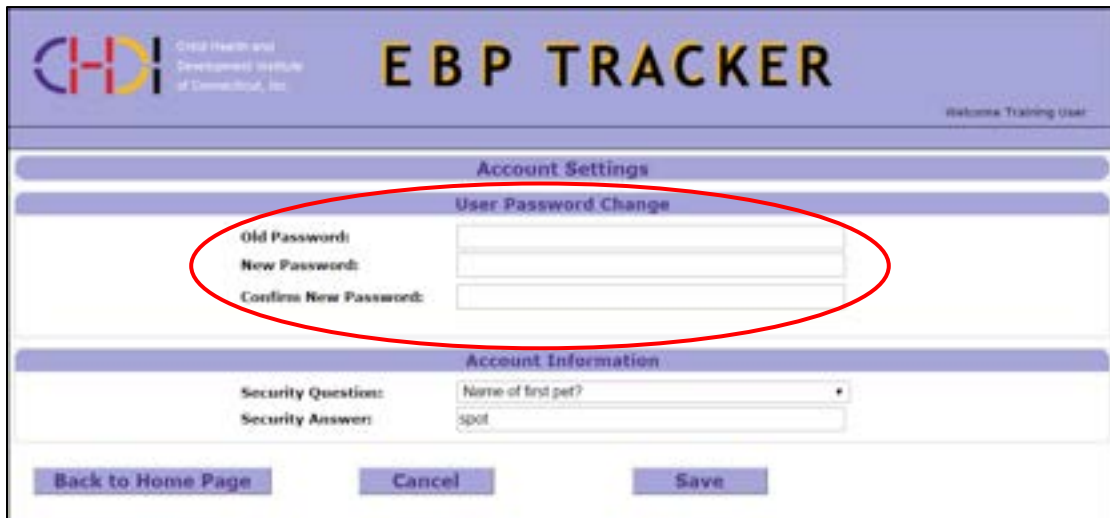 CHDI
Child Health and
Development Institute
of Connecticut, Inc.
EBP TRACKER
Welcome Training User
Account Settings
User Password Change
Old Password:
New Password:
Confirm New Password:
Account Information
Security Question: Name of first pet?
Security Answer: spot
Back to Home Page Cancel Save